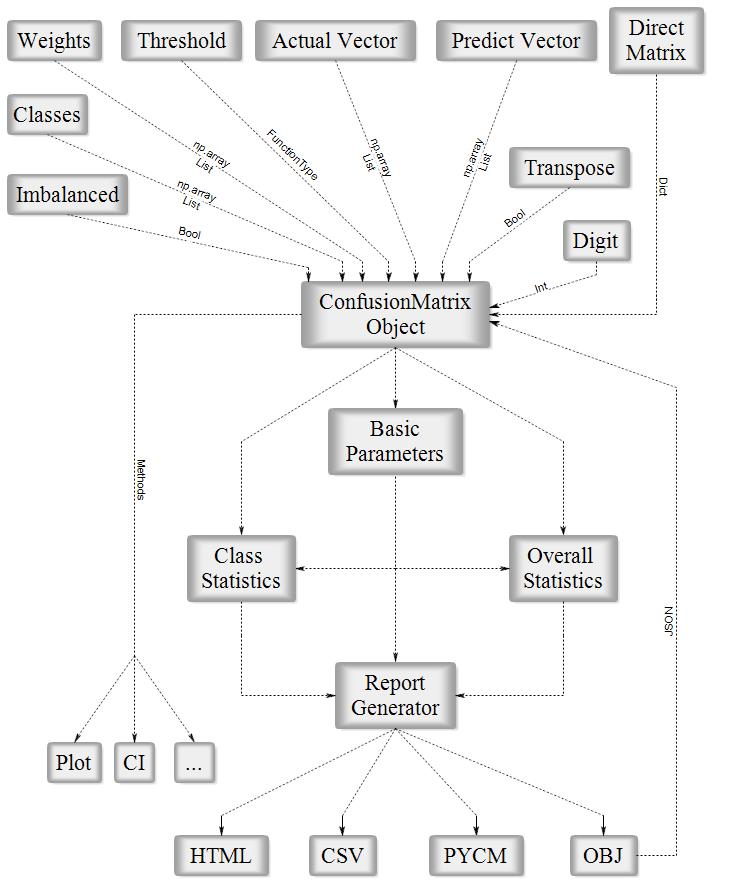 Weights
Threshold
Actual Vector
Predict Vector
Direct
Matrix
Classes
Transpose
Imbalanced
Digit
np.array
List
FunctionType
np.array
List
np.array
List
np.array
List
Bool
Bool
Dict
Int
ConfusionMatrix
Object
Basic
Parameters
Methods
Class
Statistics
Overall
Statistics
JSON
Report
Generator
Plot
CI
...
HTML
CSV
PYCM
OBJ